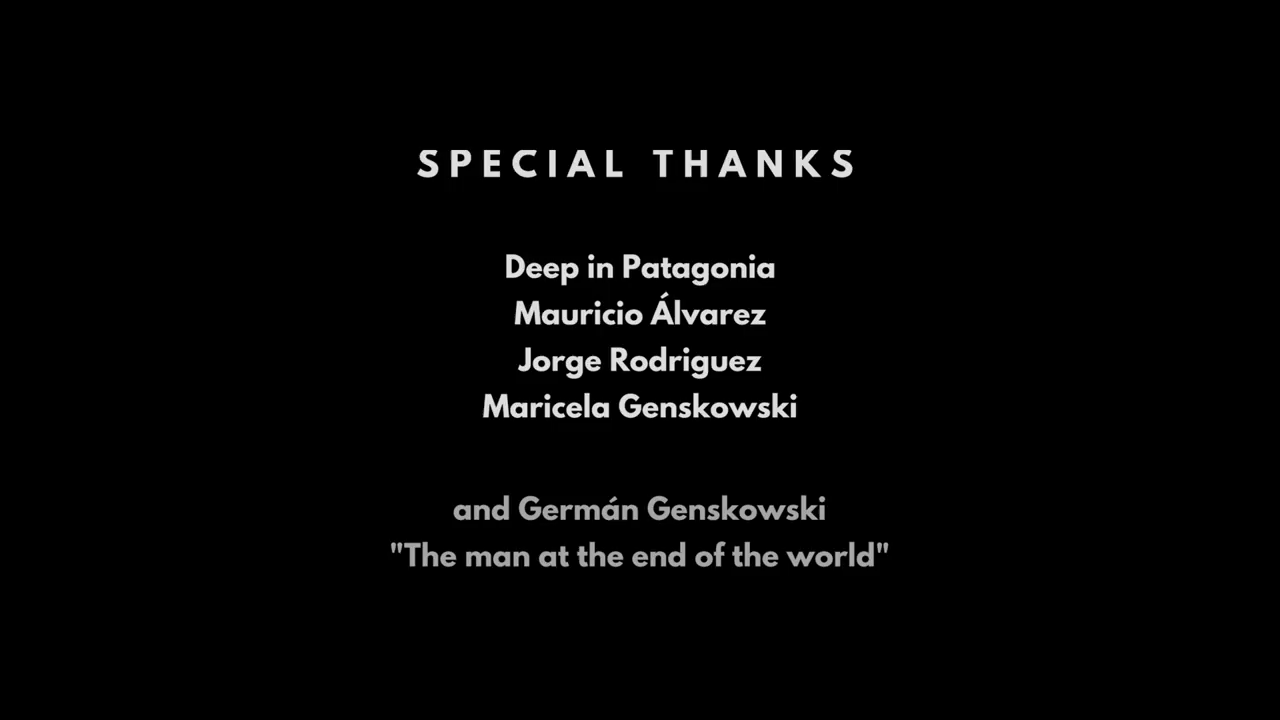 SPECIAL THANKS
Deep in Patagonia
Mauricio Álvarez
Jorge Rodriguez
Maricela Genskowski
and Germán Genskowski
"The man at the end of the world"